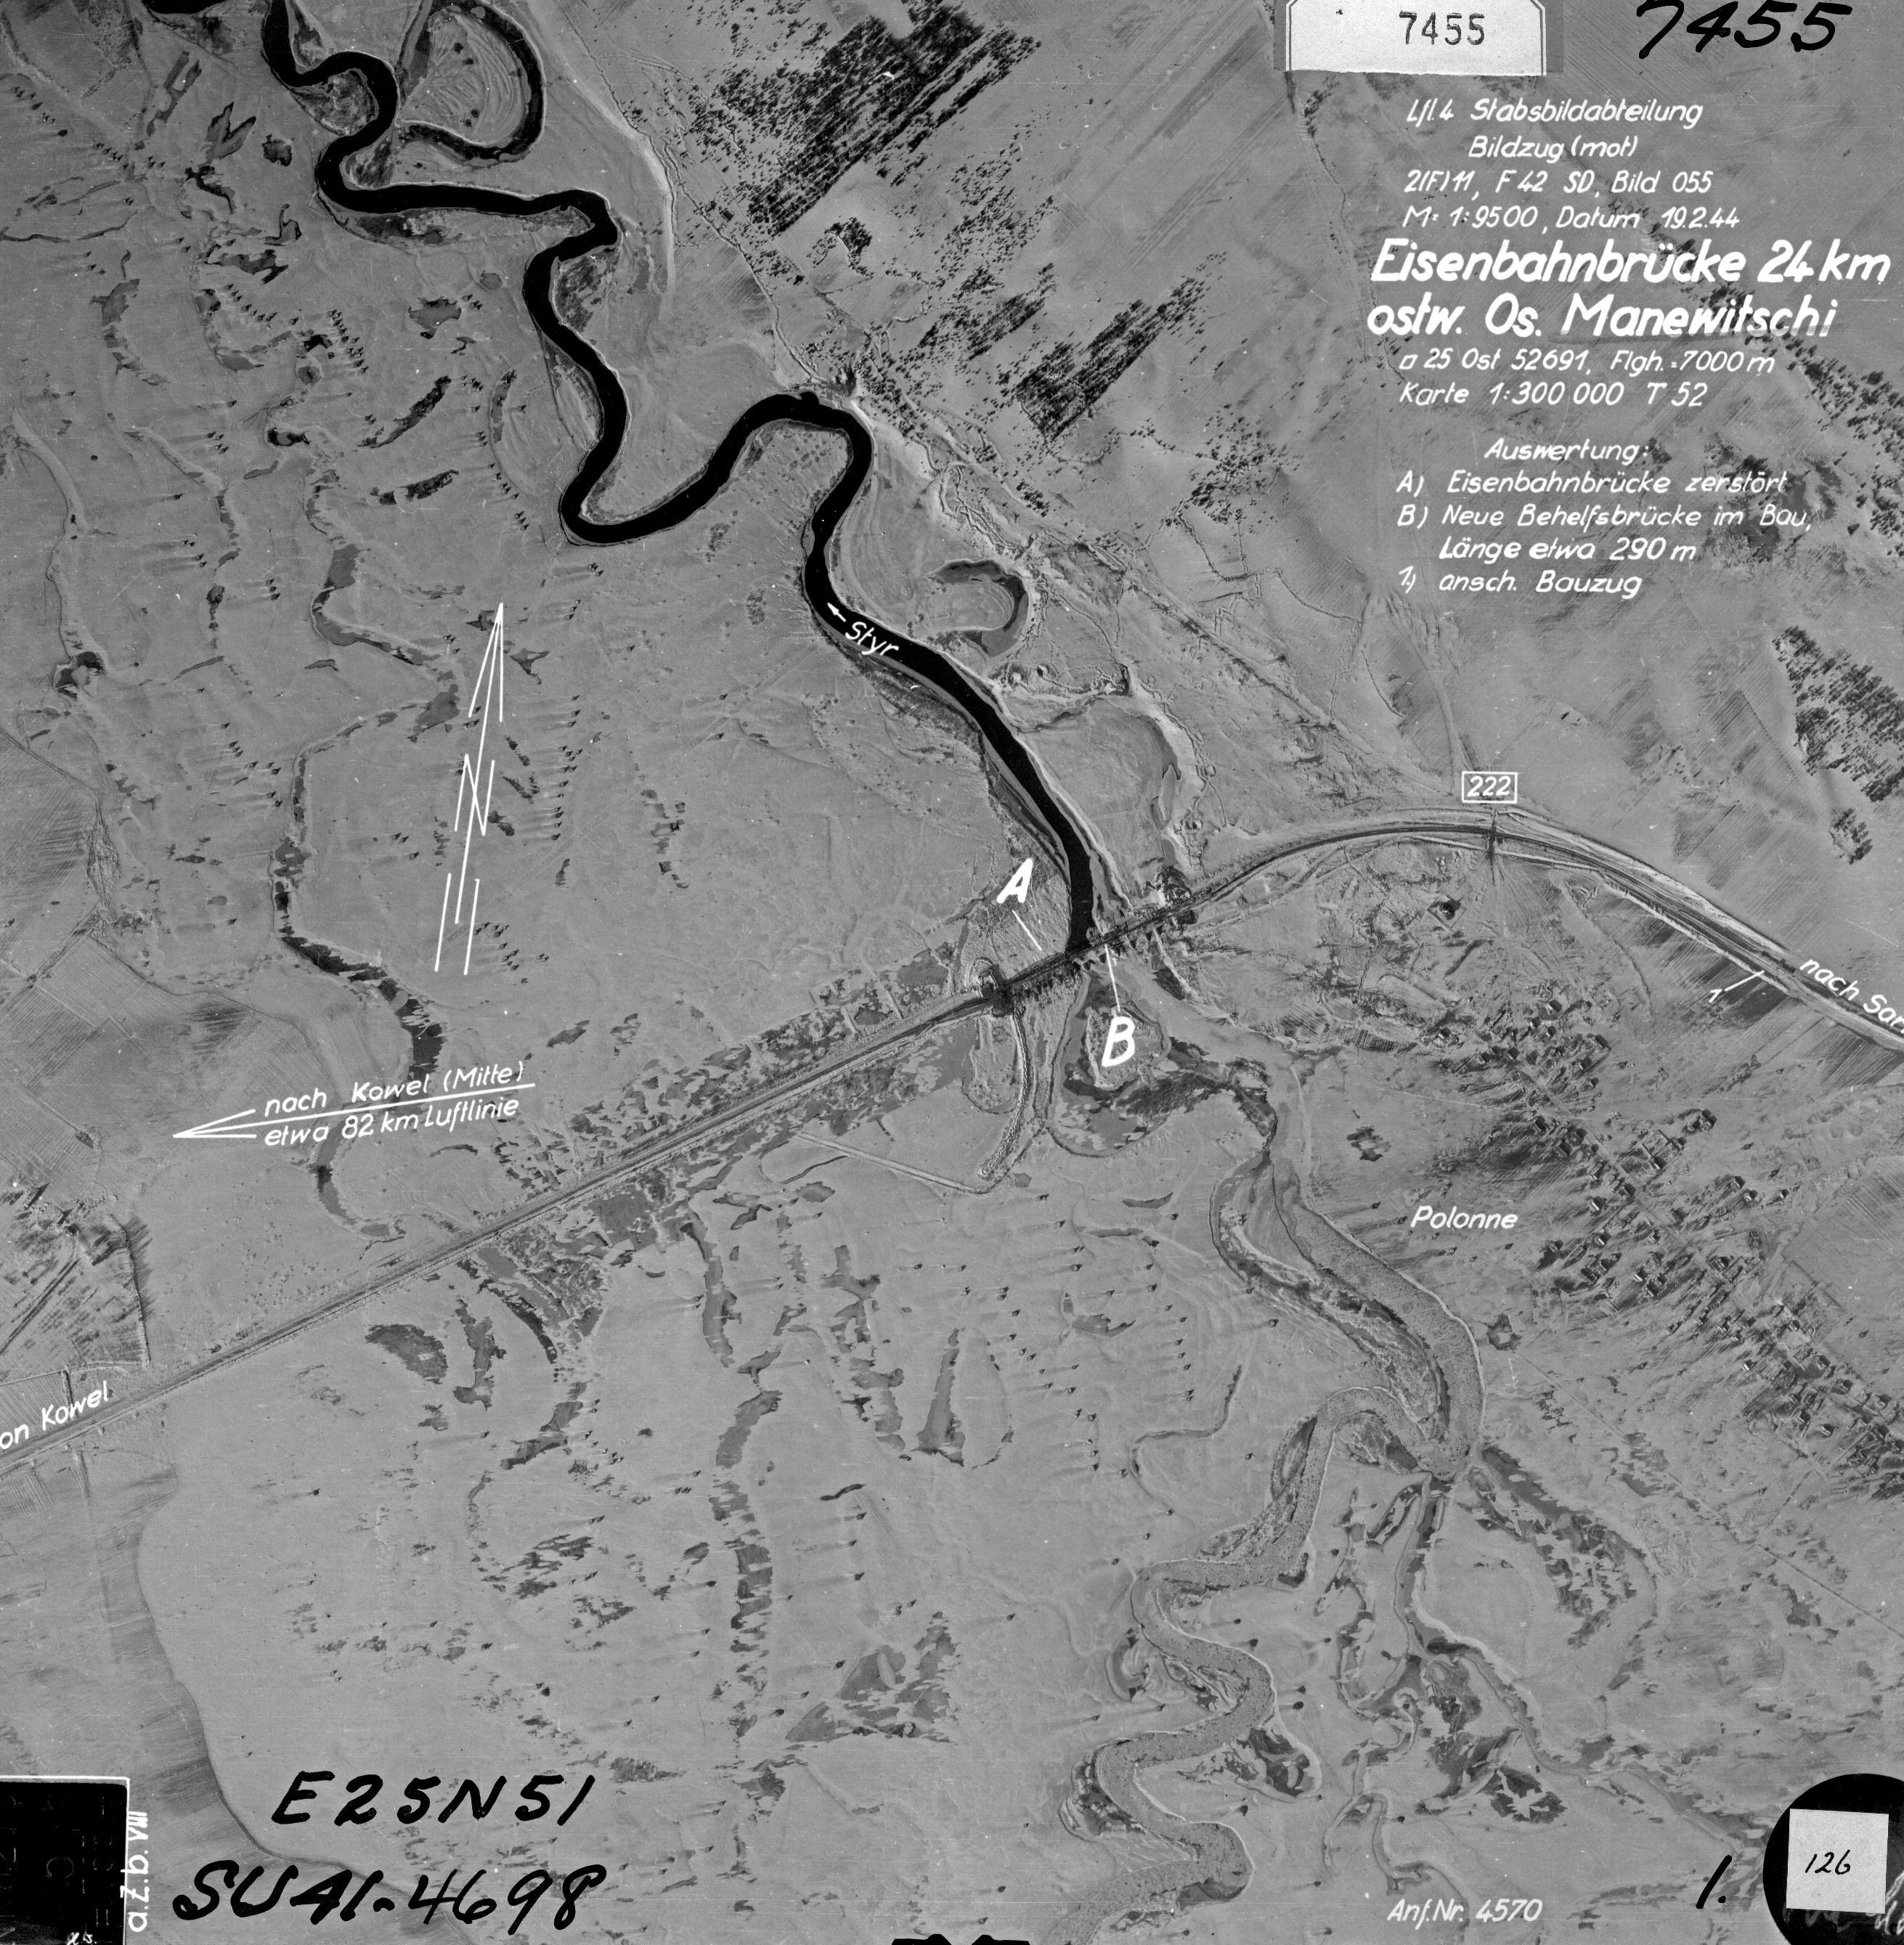 7455
7455
Lfl.4 Stabsbildabteilung
Bildzug (mot)
2(F)11, F 42 SD, Bild 055
M= 1:9500, Datum 19.2.44
Eisenbahnbrücke 24 km
ostw. Os. Manewitschi
a 25 Ost 52691, Flgh.=7000 m
Karte 1:300 000 T 52
Auswertung:
A) Eisenbahnbrücke zerstört
B) Neue Behelfsbrücke im Bau,
Länge etwa 290 m
1.) ansch. Bauzug
Styr
N
222
A
nach Sar
1
B
nach Kowel (Mitte)
etwa 82 km Luftlinie
Polonne
on Kowel
E25N51
SU41-4698
a.Z.b.VIII
Anf.Nr. 4570
1.
126